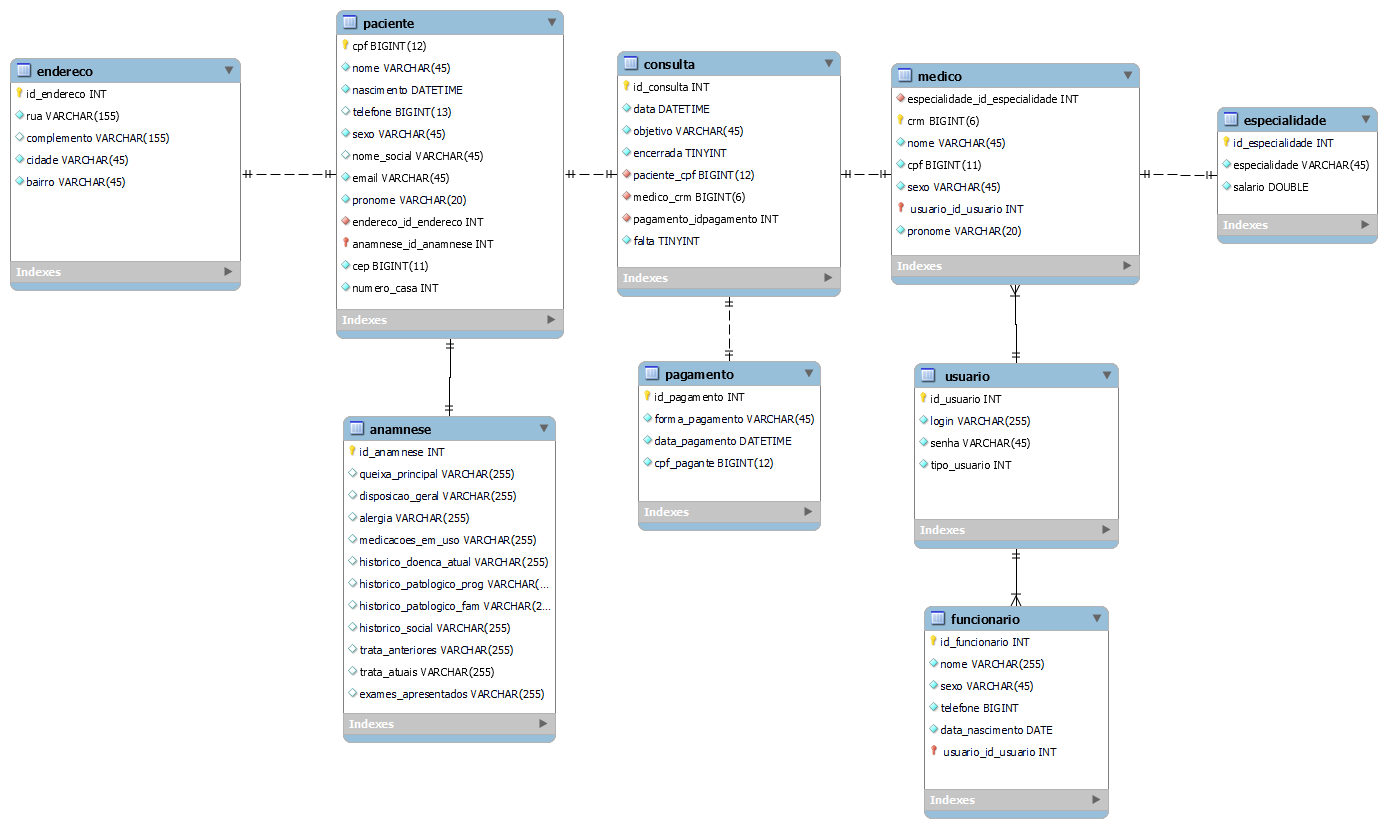 endereco
id_endereco INT
rua VARCHAR(155)
complemento VARCHAR(155)
cidade VARCHAR(45)
bairro VARCHAR(45)
Indexes
paciente
cpf BIGINT(12)
nome VARCHAR(45)
nascimento DATETIME
telefone BIGINT(13)
sexo VARCHAR(45)
nome_social VARCHAR(45)
email VARCHAR(45)
pronome VARCHAR(20)
endereco_id_endereco INT
anamnese_id_anamnese INT
cep BIGINT(11)
numero_casa INT
Indexes
consulta
id_consulta INT
data DATETIME
objetivo VARCHAR(45)
encerrada TINYINT
paciente_cpf BIGINT(12)
medico_crm BIGINT(6)
pagamento_idpagamento INT
falta TINYINT
Indexes
medico
especialidade_id_especialidade INT
crm BIGINT(6)
nome VARCHAR(45)
cpf BIGINT(11)
sexo VARCHAR(45)
usuario_id_usuario INT
pronome VARCHAR(20)
Indexes
especialidade
id_especialidade INT
especialidade VARCHAR(45)
salario DOUBLE
Indexes
anamnese
id_anamnese INT
queixa_principal VARCHAR(255)
disposicao_geral VARCHAR(255)
alergia VARCHAR(255)
medicacoes_em_uso VARCHAR(255)
historico_doenca_atual VARCHAR(255)
historico_patologico_prog VARCHAR(...
historico_patologico_fam VARCHAR(2...
historico_social VARCHAR(255)
trata_anteriores VARCHAR(255)
trata_atuais VARCHAR(255)
exames_apresentados VARCHAR(255)
Indexes
pagamento
id_pagamento INT
forma_pagamento VARCHAR(45)
data_pagamento DATETIME
cpf_pagante BIGINT(12)
Indexes
usuario
id_usuario INT
login VARCHAR(255)
senha VARCHAR(45)
tipo_usuario INT
Indexes
funcionario
id_funcionario INT
nome VARCHAR(255)
sexo VARCHAR(45)
telefone BIGINT
data_nascimento DATE
usuario_id_usuario INT
Indexes